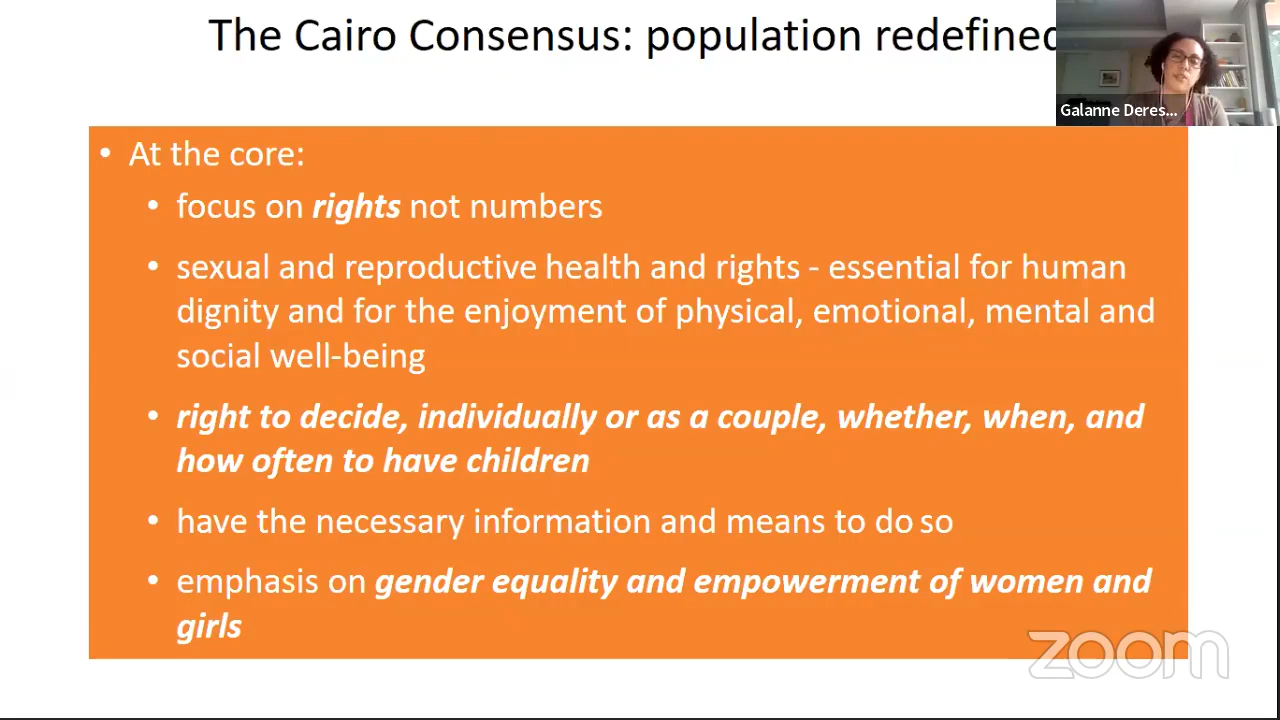 The Cairo Consensus: population redefined
Galanne Deres...
• At the core:
• focus on rights not numbers
• sexual and reproductive health and rights - essential for human
dignity and for the enjoyment of physical, emotional, mental and
social well-being
• right to decide, individually or as a couple, whether, when, and
how often to have children
• have the necessary information and means to do so
• emphasis on gender equality and empowerment of women and
girls
zoom